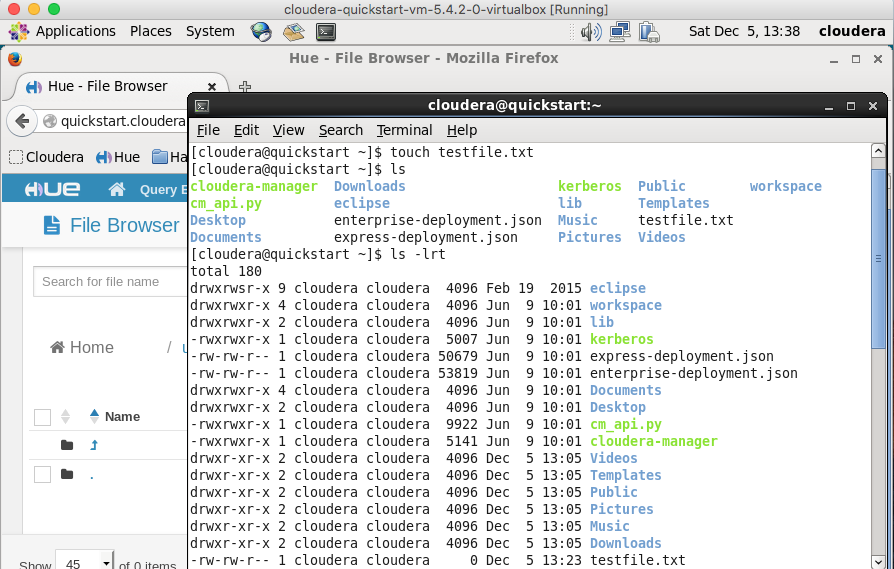 cloudera-quickstart-vm-5.4.2-0-virtualbox [Running]
Applications Places System Sat Dec 5, 13:38 cloudera
Hue - File Browser - Mozilla Firefox
Hue - File Browser
quickstart.cloudera
Cloudera Hue Ha
HUE Query E
File Browser
Search for file name
Home /
Name
.
Show 45 of 0 items
cloudera@quickstart:~
File Edit View Search Terminal Help
[cloudera@quickstart ~]$ touch testfile.txt
[cloudera@quickstart ~]$ ls
cloudera-manager Downloads kerberos Public workspace
cm_api.py eclipse lib Templates
Desktop enterprise-deployment.json Music testfile.txt
Documents express-deployment.json Pictures Videos
[cloudera@quickstart ~]$ ls -lrt
total 180
drwxrwsr-x 9 cloudera cloudera 4096 Feb 19 2015 eclipse
drwxrwxr-x 4 cloudera cloudera 4096 Jun 9 10:01 workspace
drwxrwxr-x 2 cloudera cloudera 4096 Jun 9 10:01 lib
-rwxrwxr-x 1 cloudera cloudera 5007 Jun 9 10:01 kerberos
-rw-rw-r-- 1 cloudera cloudera 50679 Jun 9 10:01 express-deployment.json
-rw-rw-r-- 1 cloudera cloudera 53819 Jun 9 10:01 enterprise-deployment.json
drwxrwxr-x 4 cloudera cloudera 4096 Jun 9 10:01 Documents
drwxrwxr-x 2 cloudera cloudera 4096 Jun 9 10:01 Desktop
-rwxrwxr-x 1 cloudera cloudera 9922 Jun 9 10:01 cm_api.py
-rwxrwxr-x 1 cloudera cloudera 5141 Jun 9 10:01 cloudera-manager
drwxr-xr-x 2 cloudera cloudera 4096 Dec 5 13:05 Videos
drwxr-xr-x 2 cloudera cloudera 4096 Dec 5 13:05 Templates
drwxr-xr-x 2 cloudera cloudera 4096 Dec 5 13:05 Public
drwxr-xr-x 2 cloudera cloudera 4096 Dec 5 13:05 Pictures
drwxr-xr-x 2 cloudera cloudera 4096 Dec 5 13:05 Music
drwxr-xr-x 2 cloudera cloudera 4096 Dec 5 13:05 Downloads
-rw-rw-r-- 1 cloudera cloudera 0 Dec 5 13:23 testfile.txt